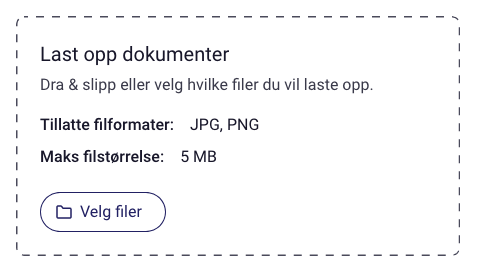 Last opp dokumenter
Dra & slipp eller velg hvilke filer du vil laste opp.
Tillatte filformater: JPG, PNG
Maks filstørrelse: 5 MB
Velg filer